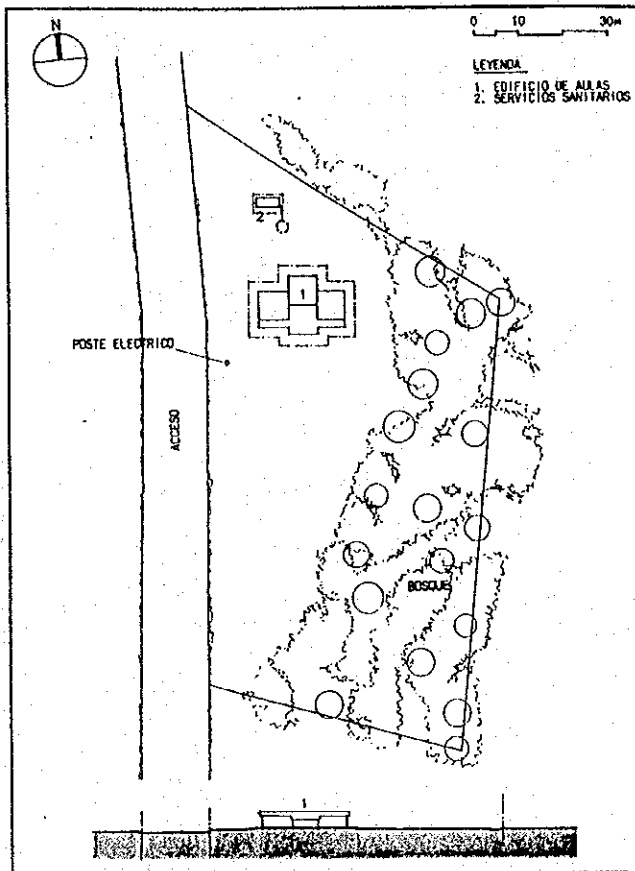 N
0 10 30m
LEYENDA
1. EDIFICIO DE AULAS
2. SERVICIOS SANITARIOS
2
1
POSTE ELECTRICO
ACCESO
BOSQUE
1